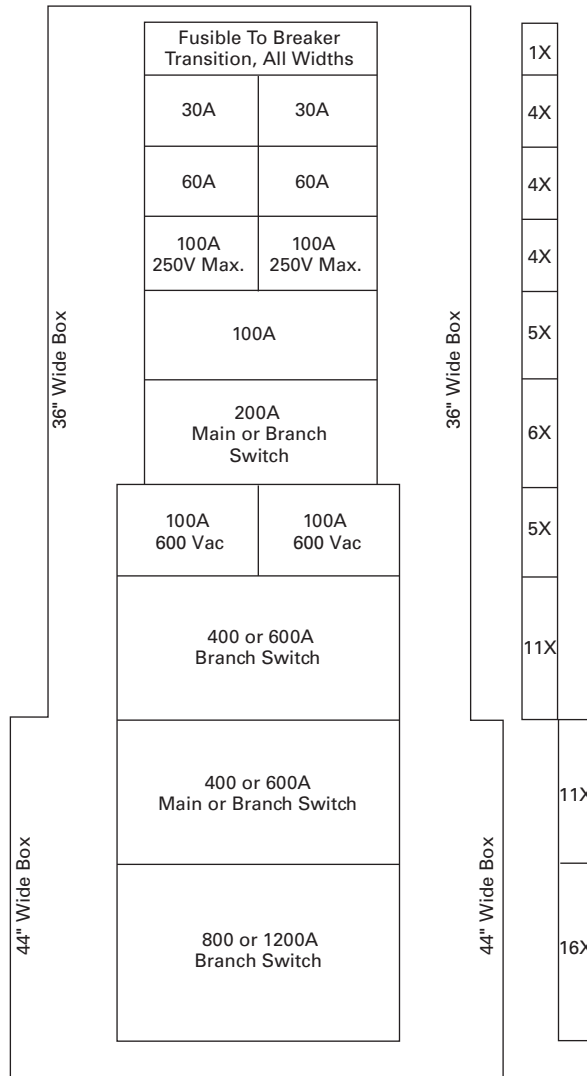 Fusible To Breaker
Transition, All Widths
1X
30A
30A
4X
60A
60A
4X
100A
250V Max.
100A
250V Max.
4X
100A
5X
36" Wide Box
36" Wide Box
200A
Main or Branch
Switch
6X
100A
600 Vac
100A
600 Vac
5X
400 or 600A
Branch Switch
11X
400 or 600A
Main or Branch Switch
11X
44" Wide Box
44" Wide Box
800 or 1200A
Branch Switch
16X